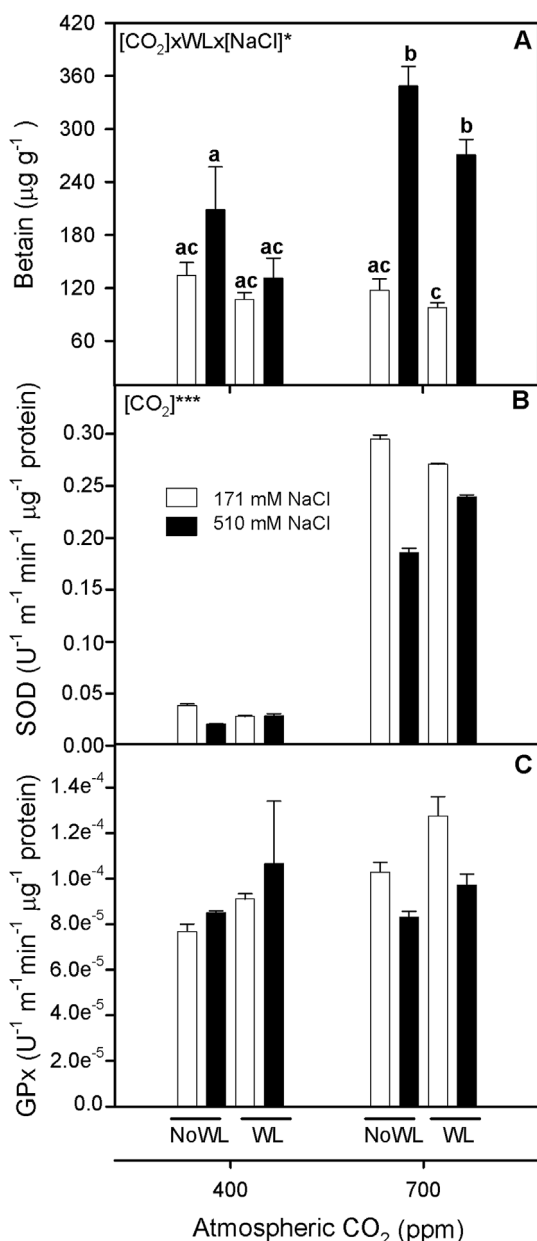 [CO₂]xWLx[NaCl]*
A
420
360
300
240
180
120
60
Betain (µg g⁻¹ )
ac
a
ac
ac
ac
b
c
b
[CO₂]***
B
0.30
0.25
0.20
0.15
0.10
0.05
0.00
SOD (U⁻¹ m⁻¹ min⁻¹ µg⁻¹ protein)
171 mM NaCl
510 mM NaCl
C
1.4e⁻⁴
1.2e⁻⁴
1.0e⁻⁴
8.0e⁻⁵
6.0e⁻⁵
4.0e⁻⁵
2.0e⁻⁵
0.0
GPx (U⁻¹ m⁻¹min⁻¹ µg⁻¹ protein)
NoWL WL NoWL WL
400 700
Atmospheric CO₂ (ppm)